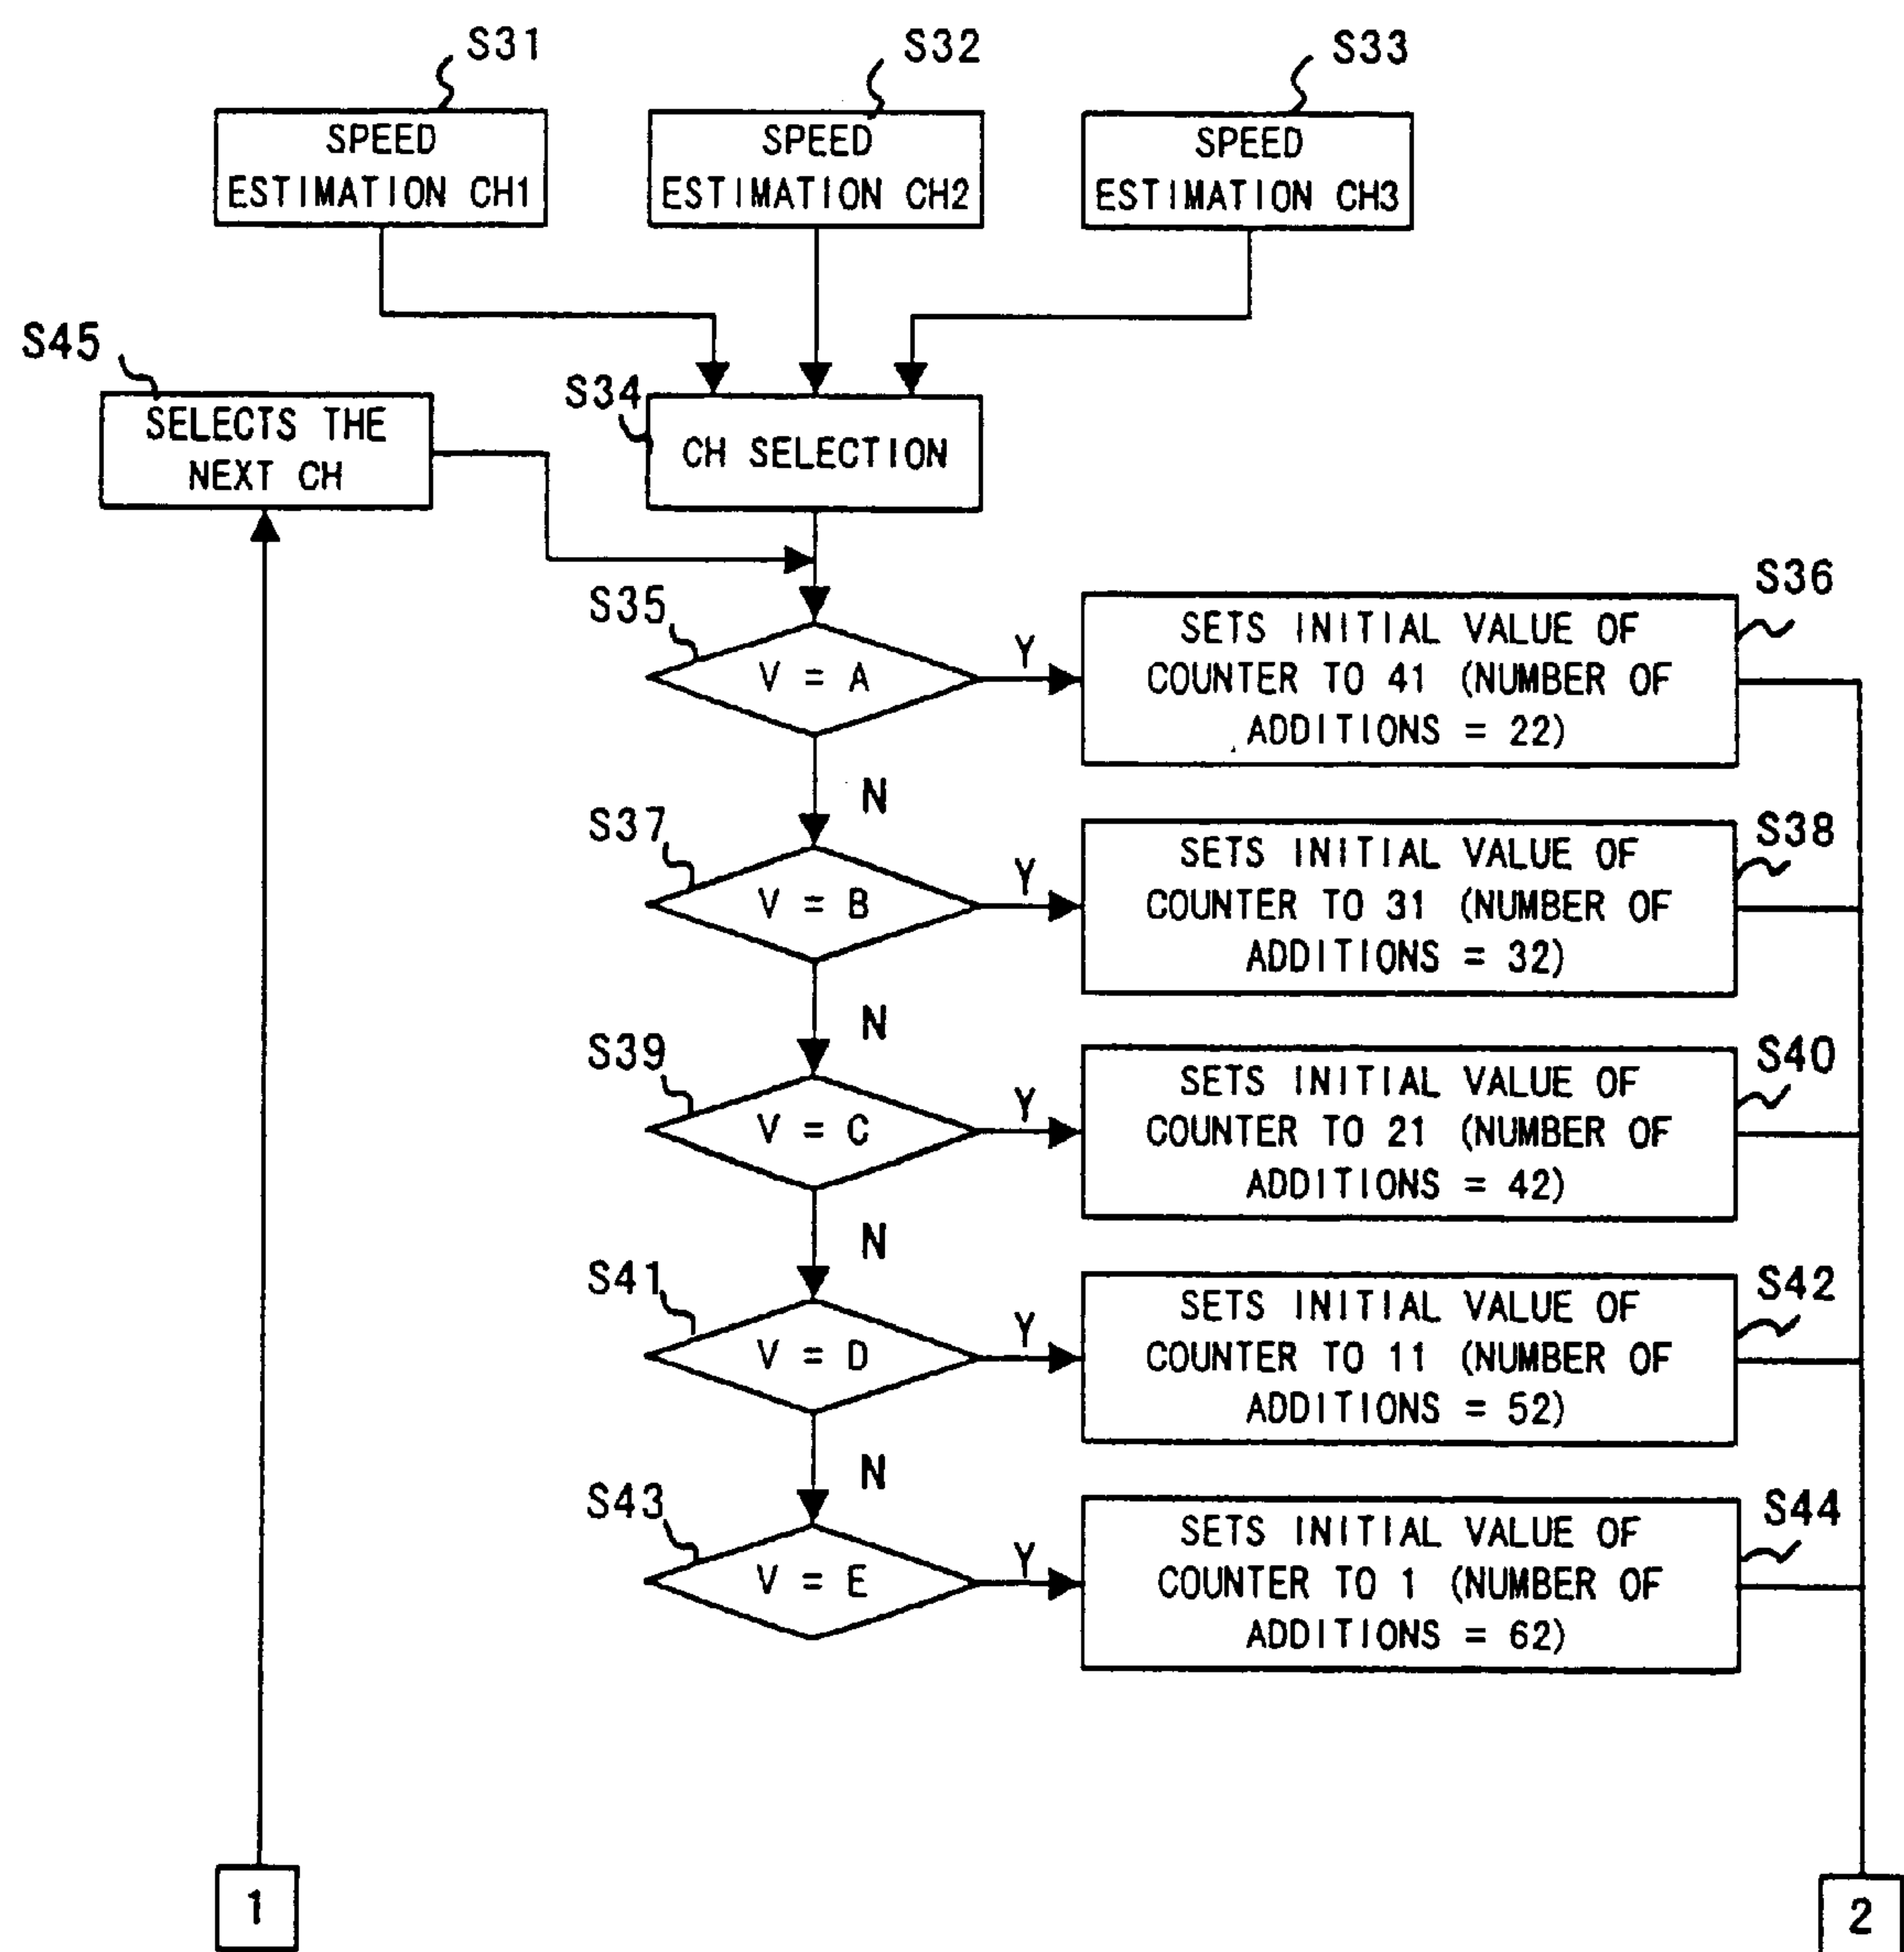 S31
S32
S33
SPEED
ESTIMATION CH1
SPEED
ESTIMATION CH2
SPEED
ESTIMATION CH3
S45
SELECTS THE
NEXT CH
S34
CH SELECTION
S35
V = A
Y
S36
SETS INITIAL VALUE OF
COUNTER TO 41 (NUMBER OF
ADDITIONS = 22)
N
S37
V = B
Y
S38
SETS INITIAL VALUE OF
COUNTER TO 31 (NUMBER OF
ADDITIONS = 32)
N
S39
V = C
Y
S40
SETS INITIAL VALUE OF
COUNTER TO 21 (NUMBER OF
ADDITIONS = 42)
N
S41
V = D
Y
S42
SETS INITIAL VALUE OF
COUNTER TO 11 (NUMBER OF
ADDITIONS = 52)
N
S43
V = E
Y
S44
SETS INITIAL VALUE OF
COUNTER TO 1 (NUMBER OF
ADDITIONS = 62)
1
2